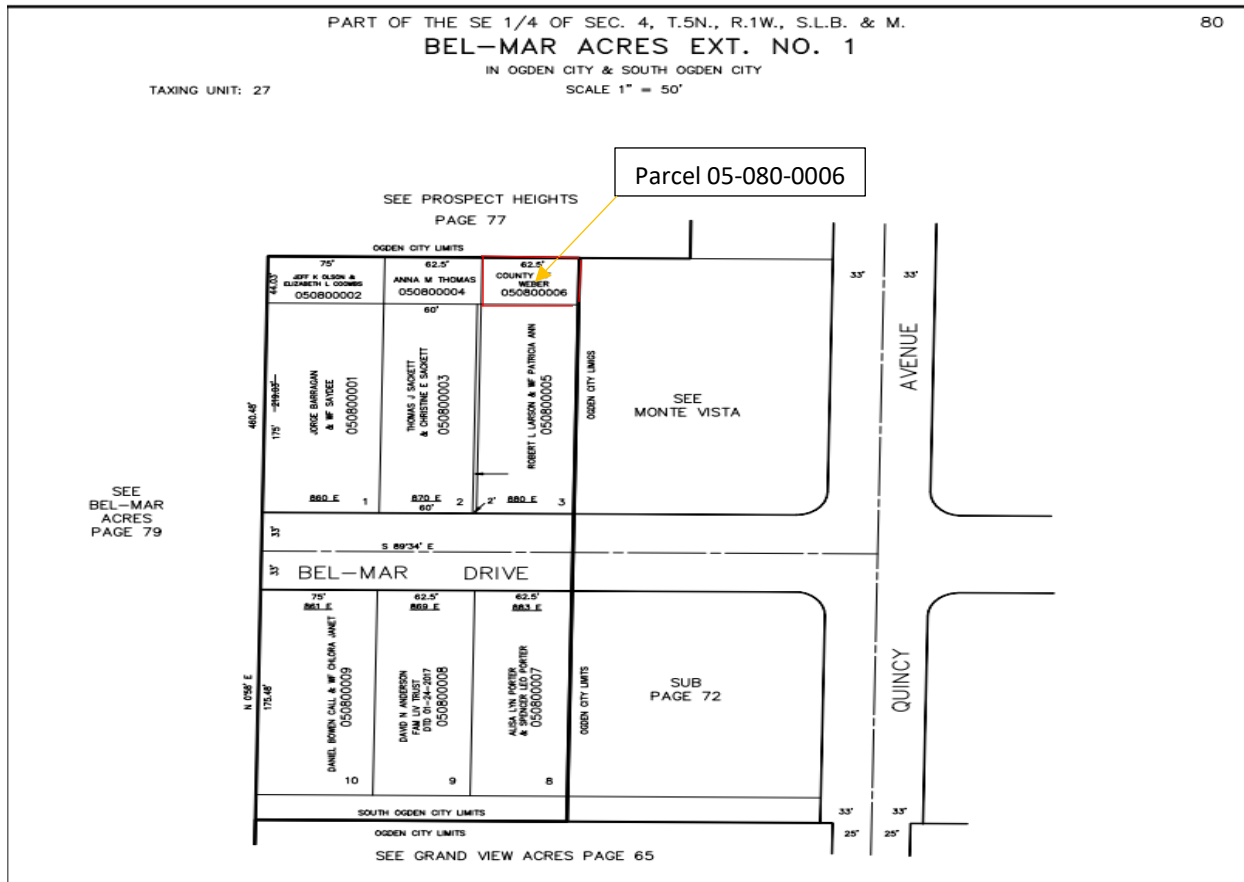 PART OF THE SE 1/4 OF SEC. 4, T.5N., R.1W., S.L.B. & M.
80
BEL-MAR ACRES EXT. NO. 1
IN OGDEN CITY & SOUTH OGDEN CITY
TAXING UNIT: 27
SCALE 1" = 50'
Parcel 05-080-0006
SEE PROSPECT HEIGHTS
PAGE 77
OGDEN CITY LIMITS
75'
JEFF K OLSON &
ELIZABETH L COOMBS
050800002
44.03'
62.5'
ANNA M THOMAS
050800004
62.5'
COUNTY
WEBER
050800006
33'
33'
60'
JORGE BARRAGAN
& WF SAYDEE
050800001
THOMAS J SACKETT
& CHRISTINE E SACKETT
050800003
ROBERT L LARSON & WF PATRICIA ANN
050800005
OGDEN CITY LIMIGS
SEE
MONTE VISTA
AVENUE
460.48'
175'
219.03'
860 E
1
870 E
2
60'
2'
880 E
3
SEE
BEL-MAR
ACRES
PAGE 79
33'
S 89°34' E
33'
BEL-MAR DRIVE
75'
861 E
62.5'
869 E
62.5'
883 E
DANIEL BOWEN CALL & WF CHLORA JANET
050800009
DAVID N ANDERSON
FAM LIV TRUST
DTD 01-24-2017
050800008
ALISA LYN PORTER
& SPENCER LEO PORTER
050800007
OGDEN CITY LIMITS
SUB
PAGE 72
QUINCY
N 0°56' E
175.48'
10
9
8
SOUTH OGDEN CITY LIMITS
OGDEN CITY LIMITS
33'
33'
25'
25'
SEE GRAND VIEW ACRES PAGE 65